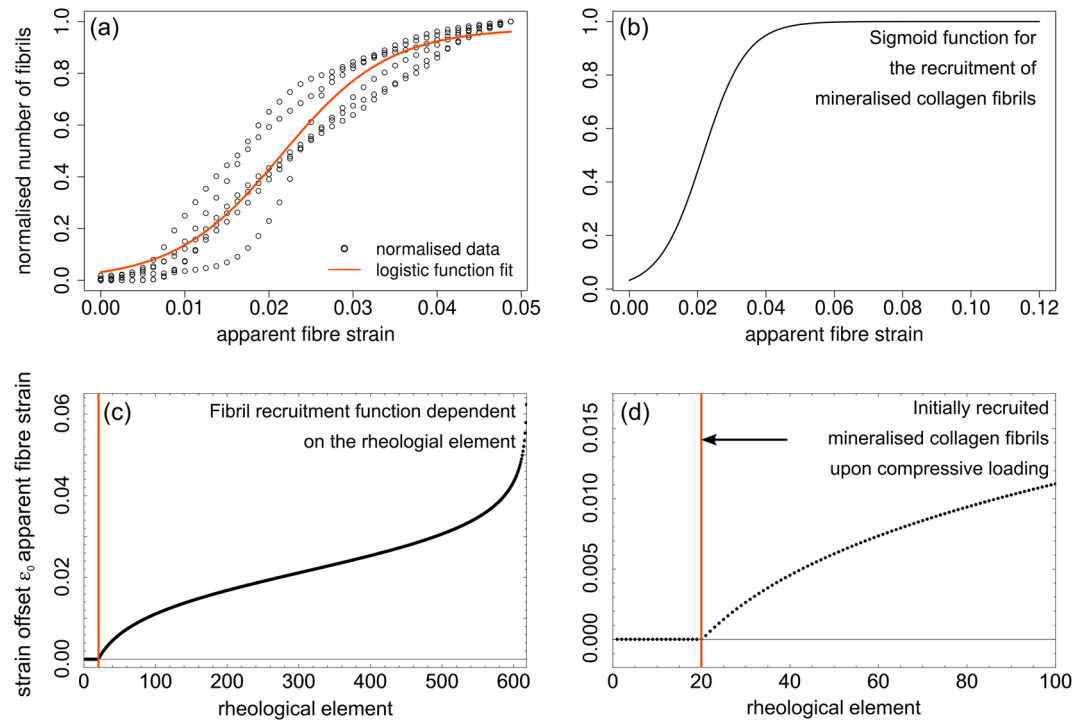 (a)
normalised number of fibrils
1.0
0.8
0.6
0.4
0.2
0.0
normalised data
logistic function fit
0.00 0.01 0.02 0.03 0.04 0.05
apparent fibre strain
(b)
Sigmoid function for
the recruitment of
mineralised collagen fibrils
1.0
0.8
0.6
0.4
0.2
0.0
0.00 0.02 0.04 0.06 0.08 0.10 0.12
apparent fibre strain
(c)
Fibril recruitment function dependent
on the rheologial element
strain offset ε₀ apparent fibre strain
0.06
0.04
0.02
0.00
0 100 200 300 400 500 600
rheological element
(d)
Initially recruited
mineralised collagen fibrils
upon compressive loading
0.015
0.010
0.005
0.000
0 20 40 60 80 100
rheological element